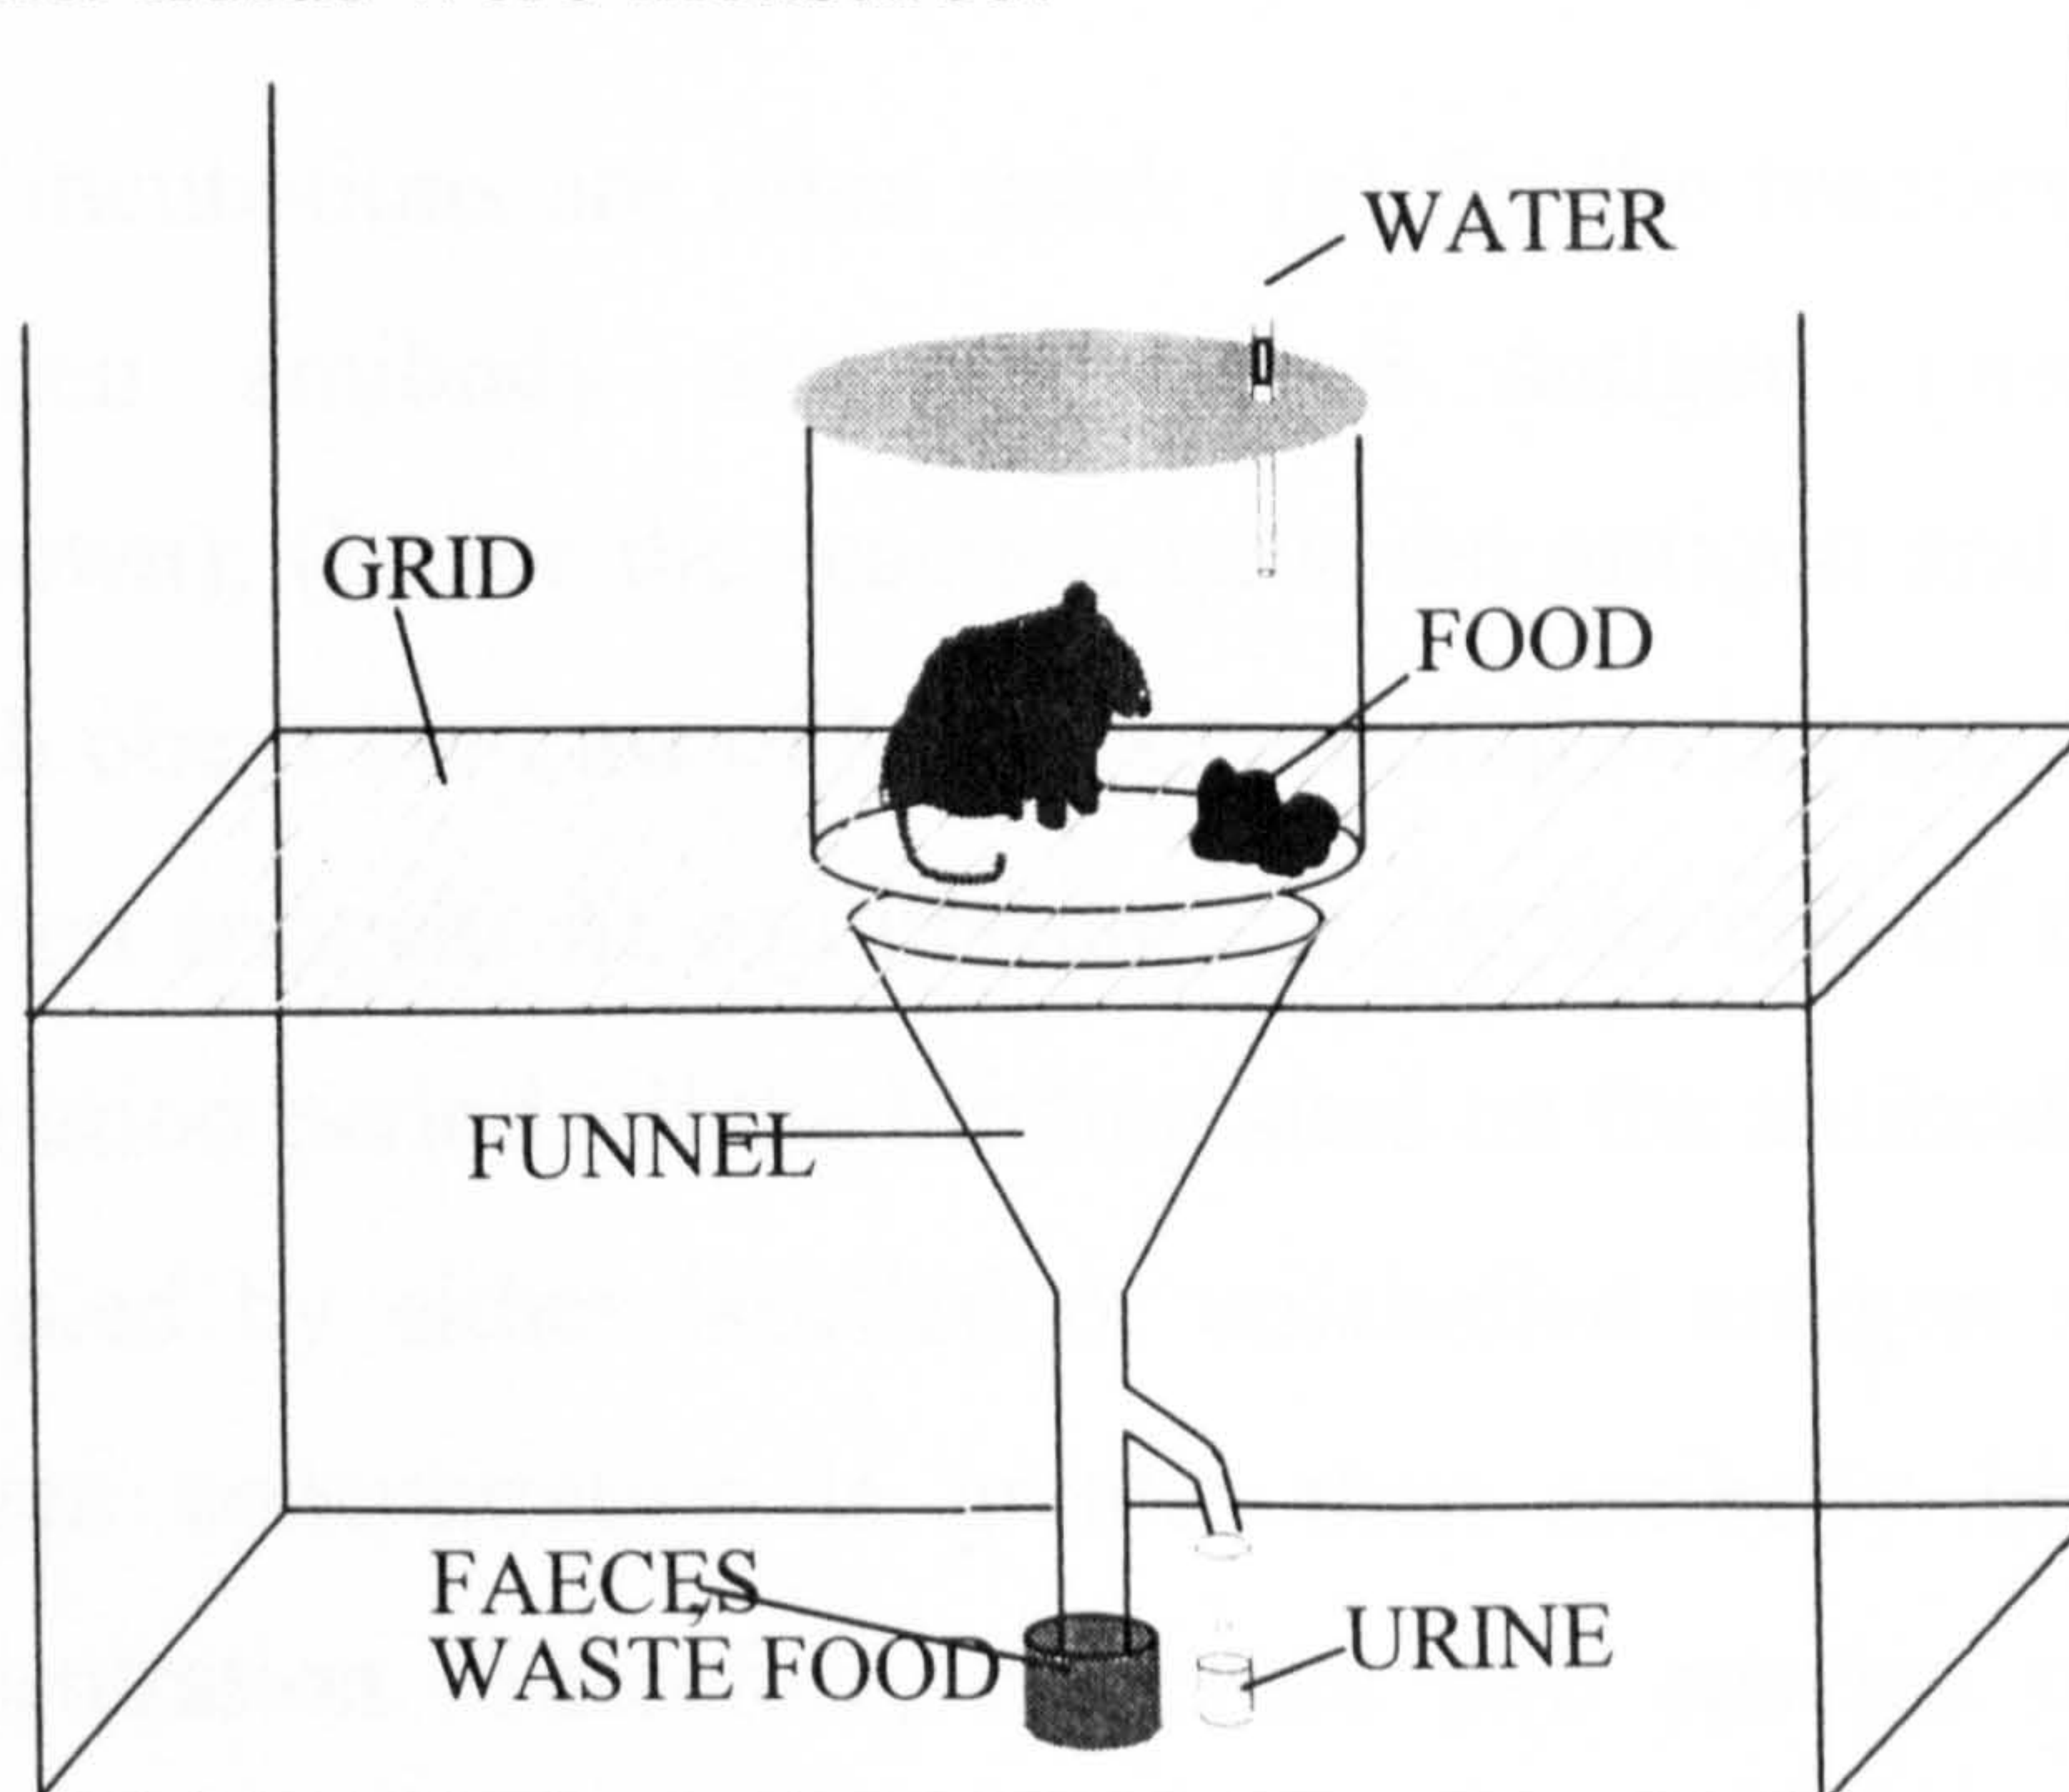 WATER
GRID
FOOD
FUNNEL
FAECES,
WASTE FOOD
URINE